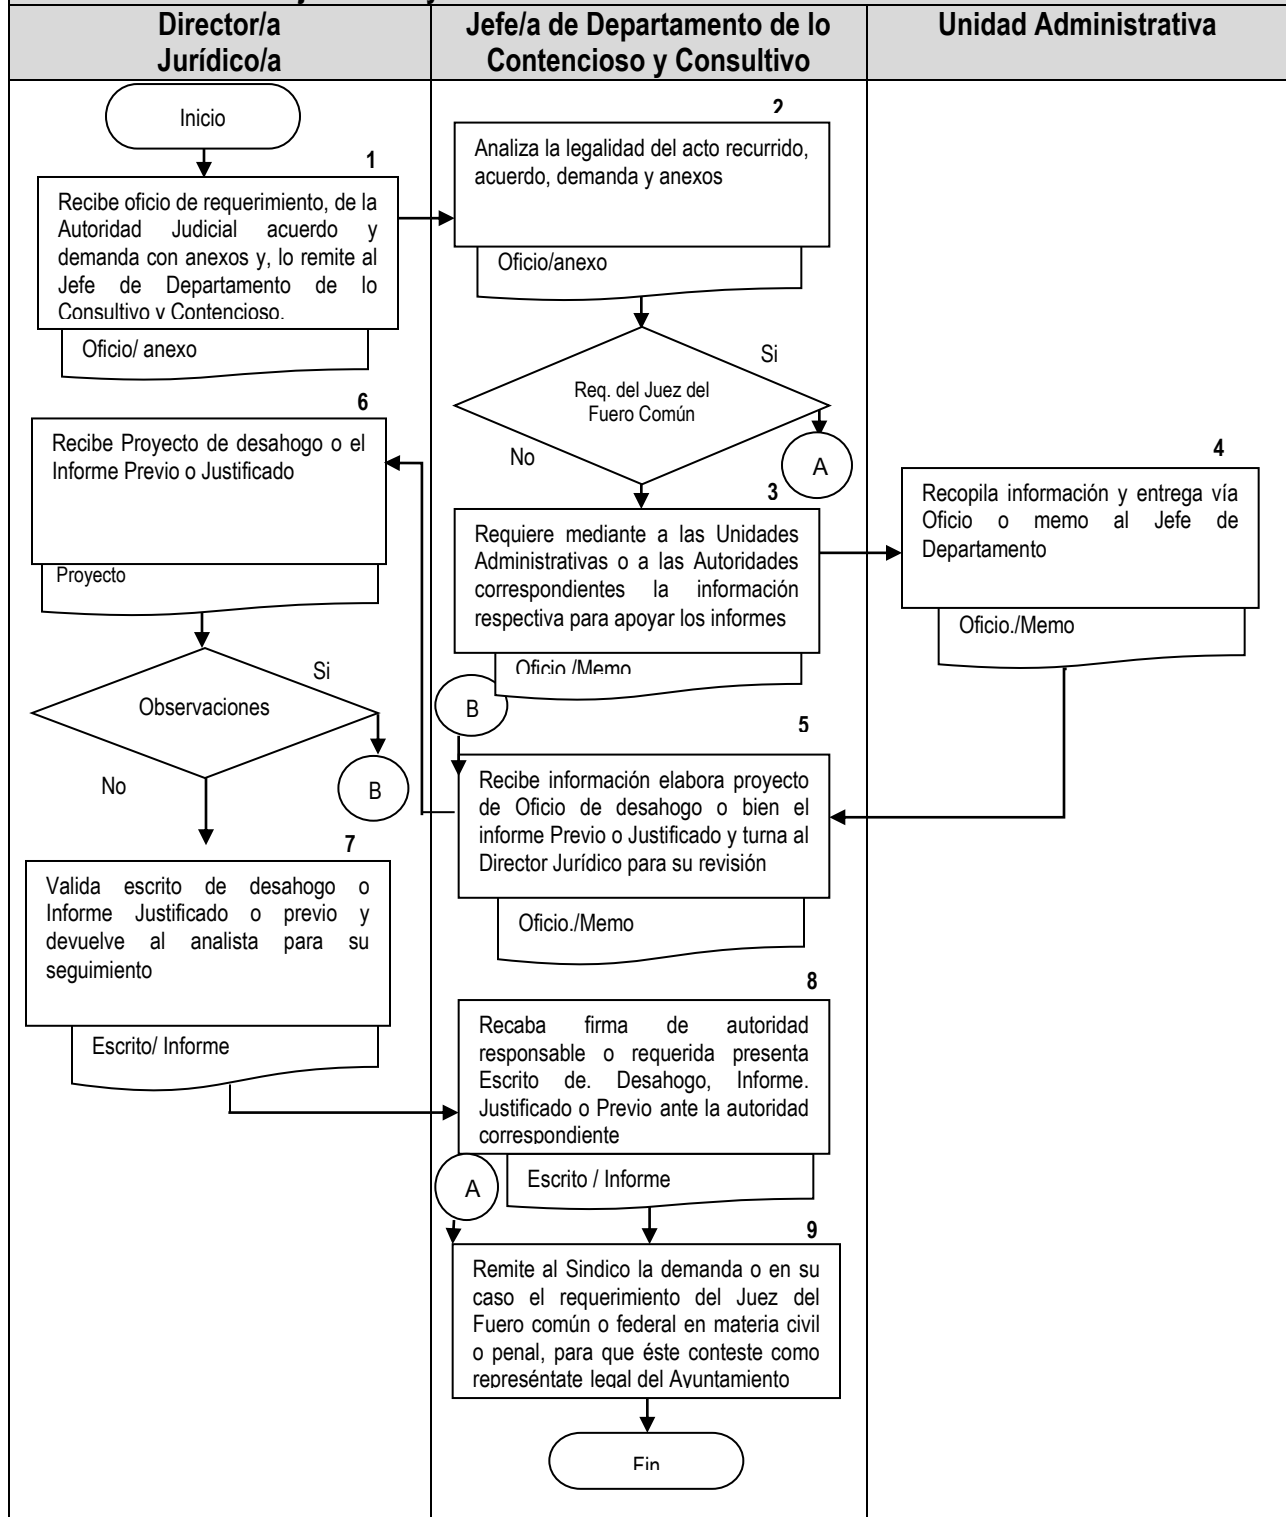 Director/a
Jurídico/a
Jefe/a de Departamento de lo
Contencioso y Consultivo
Unidad Administrativa
Inicio
1
Recibe oficio de requerimiento, de la
Autoridad Judicial acuerdo y
demanda con anexos y, lo remite al
Jefe de Departamento de lo
Consultivo y Contencioso.
Oficio/ anexo
2
Analiza la legalidad del acto recurrido,
acuerdo, demanda y anexos
Oficio/anexo
Req. del Juez del
Fuero Común
Si
No
A
3
Requiere mediante a las Unidades
Administrativas o a las Autoridades
correspondientes la información
respectiva para apoyar los informes
Oficio./Memo
4
Recopila información y entrega vía
Oficio o memo al Jefe de
Departamento
Oficio./Memo
B
5
Recibe información elabora proyecto
de Oficio de desahogo o bien el
informe Previo o Justificado y turna al
Director Jurídico para su revisión
Oficio./Memo
6
Recibe Proyecto de desahogo o el
Informe Previo o Justificado
Proyecto
Observaciones
Si
No
B
7
Valida escrito de desahogo o
Informe Justificado o previo y
devuelve al analista para su
seguimiento
Escrito/ Informe
8
Recaba firma de autoridad
responsable o requerida presenta
Escrito de. Desahogo, Informe.
Justificado o Previo ante la autoridad
correspondiente
Escrito / Informe
A
9
Remite al Sindico la demanda o en su
caso el requerimiento del Juez del
Fuero común o federal en materia civil
o penal, para que éste conteste como
represéntate legal del Ayuntamiento
Fin